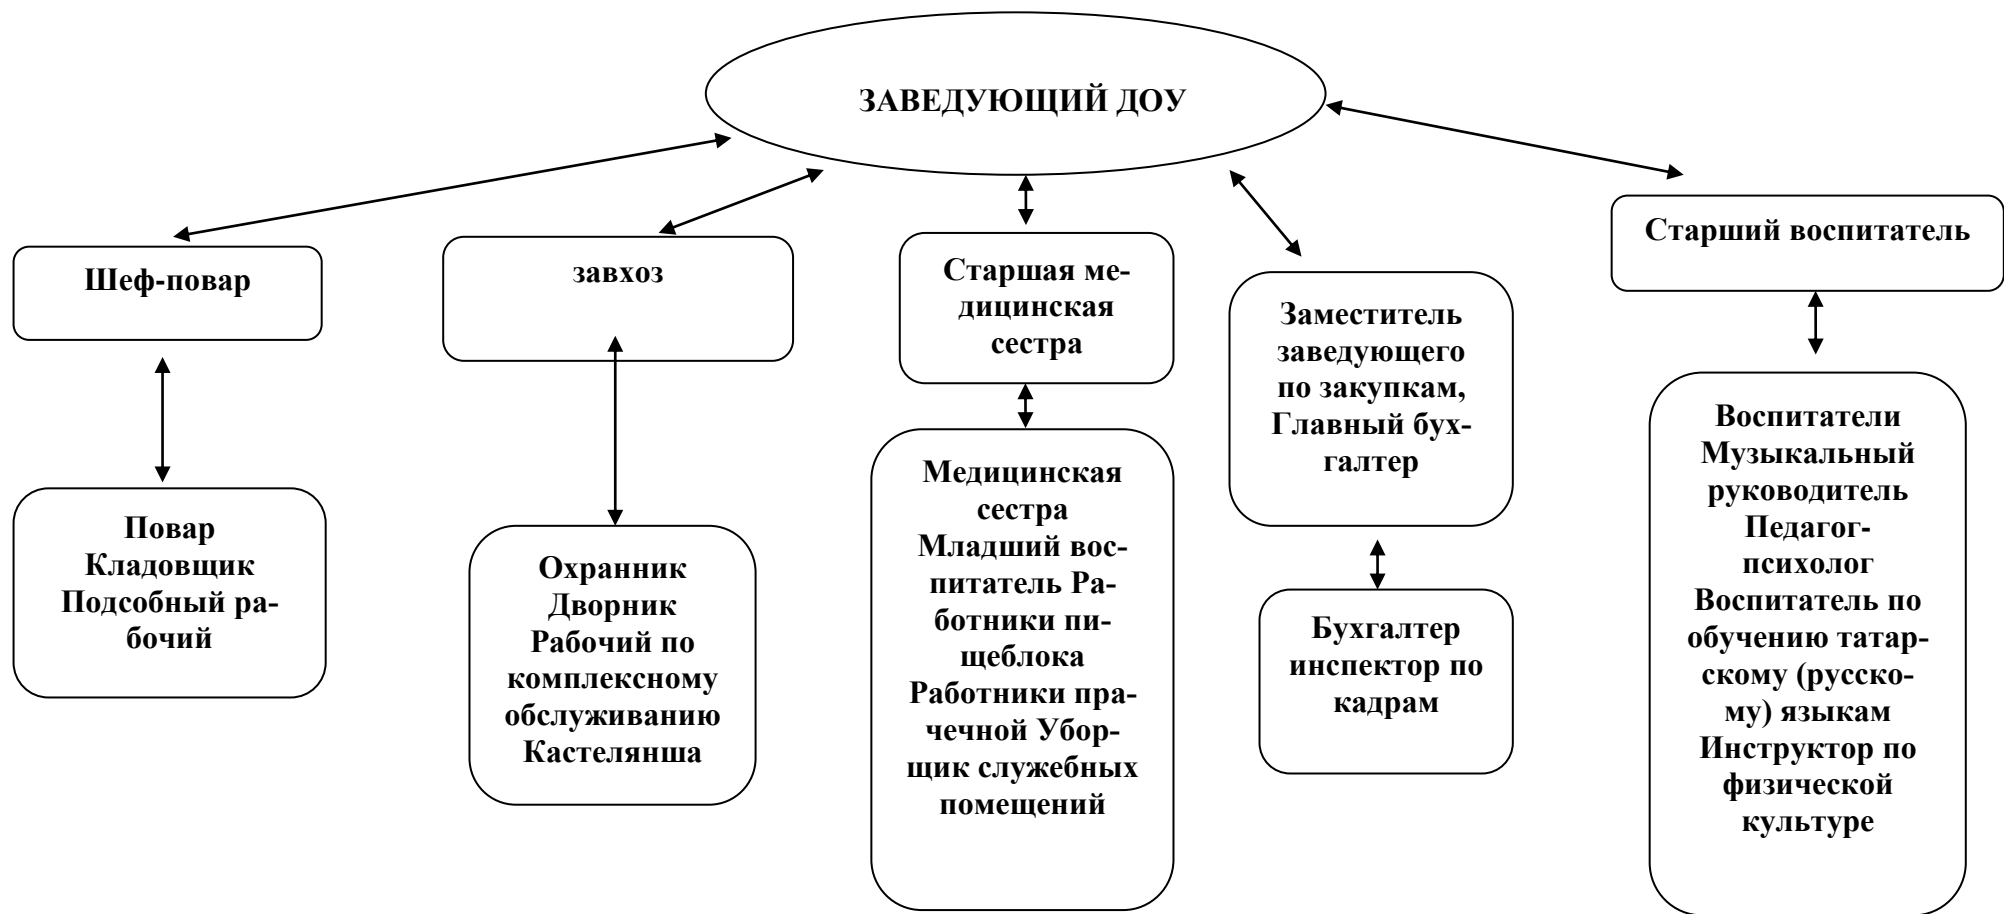 ЗАВЕДУЮЩИЙ ДОУ
Шеф-повар
завхоз
Старшая ме-
дицинская
сестра
Заместитель
заведующего
по закупкам,
Главный бух-
галтер
Старший воспитатель
Повар
Кладовщик
Подсобный ра-
бочий
Охранник
Дворник
Рабочий по
комплексному
обслуживанию
Кастелянша
Медицинская
сестра
Младший вос-
питатель Ра-
ботники пи-
щеблока
Работники пра-
чечной Убор-
щик служебных
помещений
Бухгалтер
инспектор по
кадрам
Воспитатели
Музыкальный
руководитель
Педагог-
психолог
Воспитатель по
обучению татар-
скому (русско-
му) языкам
Инструктор по
физической
культуре